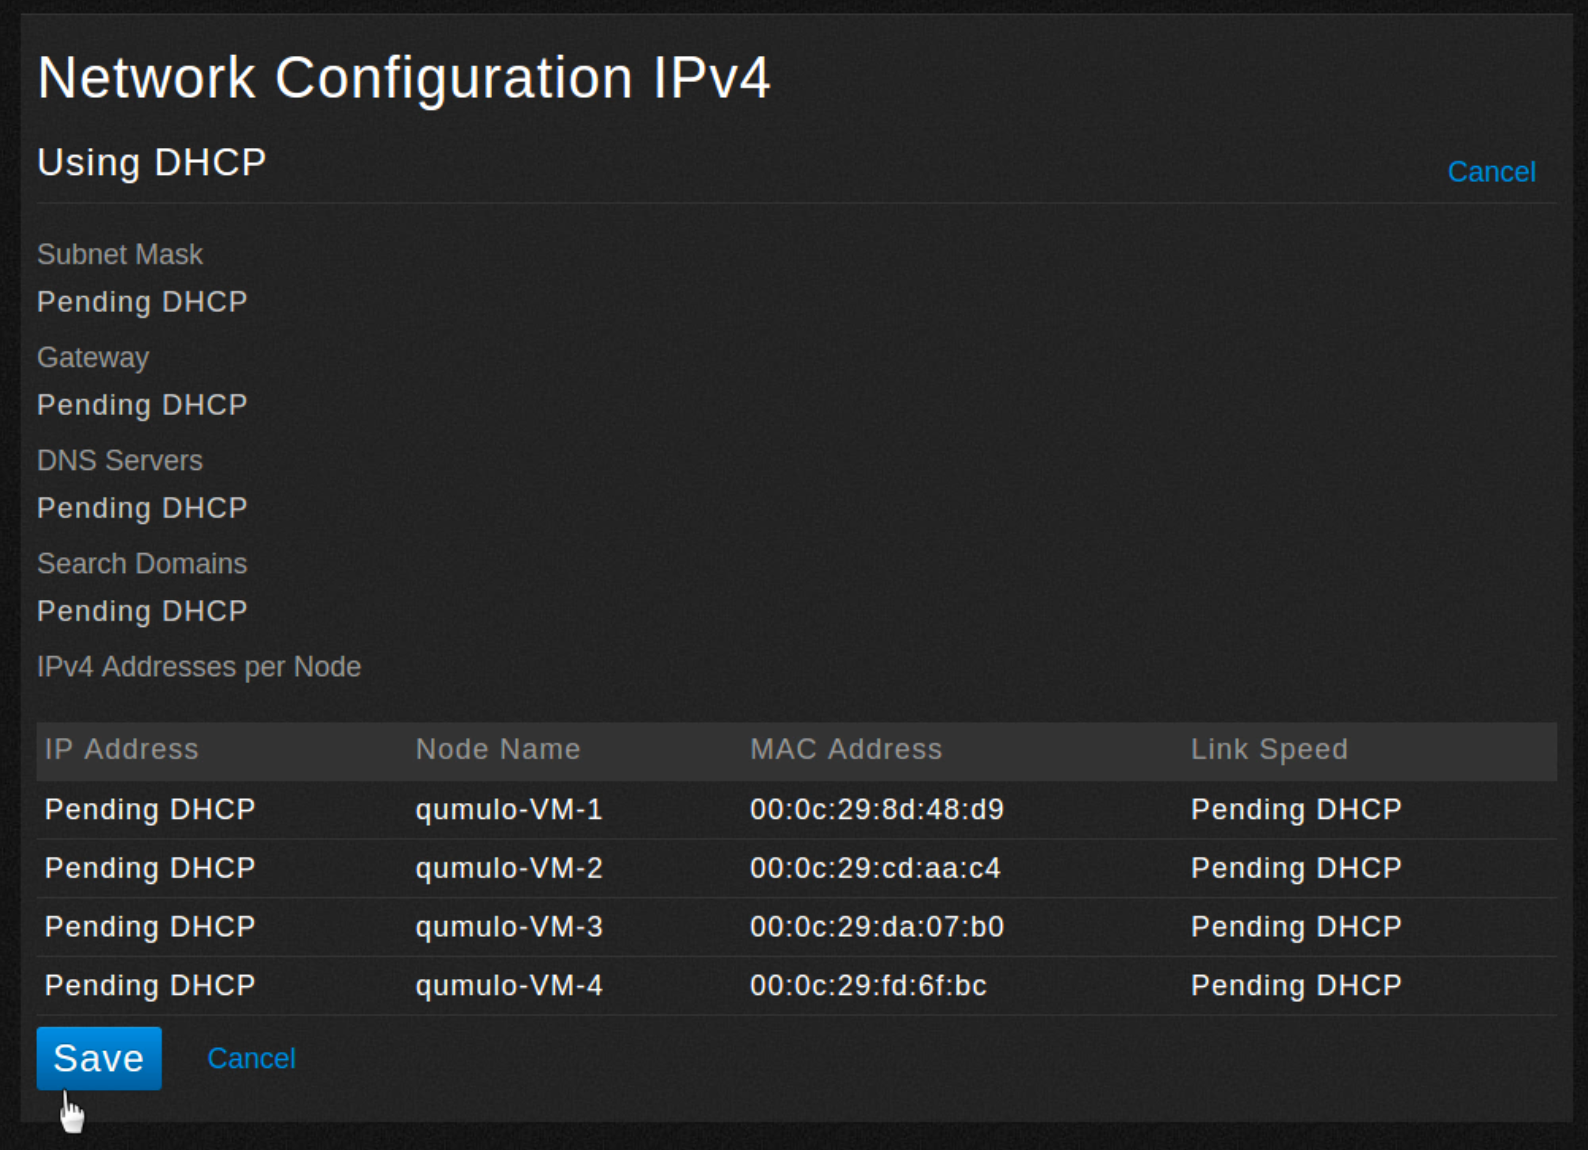 Network Configuration IPv4
Using DHCP
Cancel
Subnet Mask
Pending DHCP
Gateway
Pending DHCP
DNS Servers
Pending DHCP
Search Domains
Pending DHCP
IPv4 Addresses per Node
IP Address Node Name MAC Address Link Speed
Pending DHCP qumulo-VM-1 00:0c:29:8d:48:d9 Pending DHCP
Pending DHCP qumulo-VM-2 00:0c:29:cd:aa:c4 Pending DHCP
Pending DHCP qumulo-VM-3 00:0c:29:da:07:b0 Pending DHCP
Pending DHCP qumulo-VM-4 00:0c:29:fd:6f:bc Pending DHCP
Save Cancel